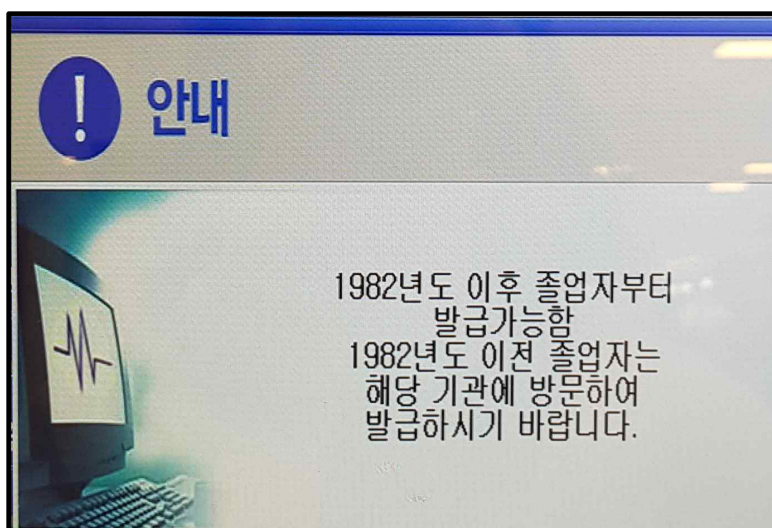 안내
1982년도 이후 졸업자부터
발급가능함
1982년도 이전 졸업자는
해당 기관에 방문하여
발급하시기 바랍니다.